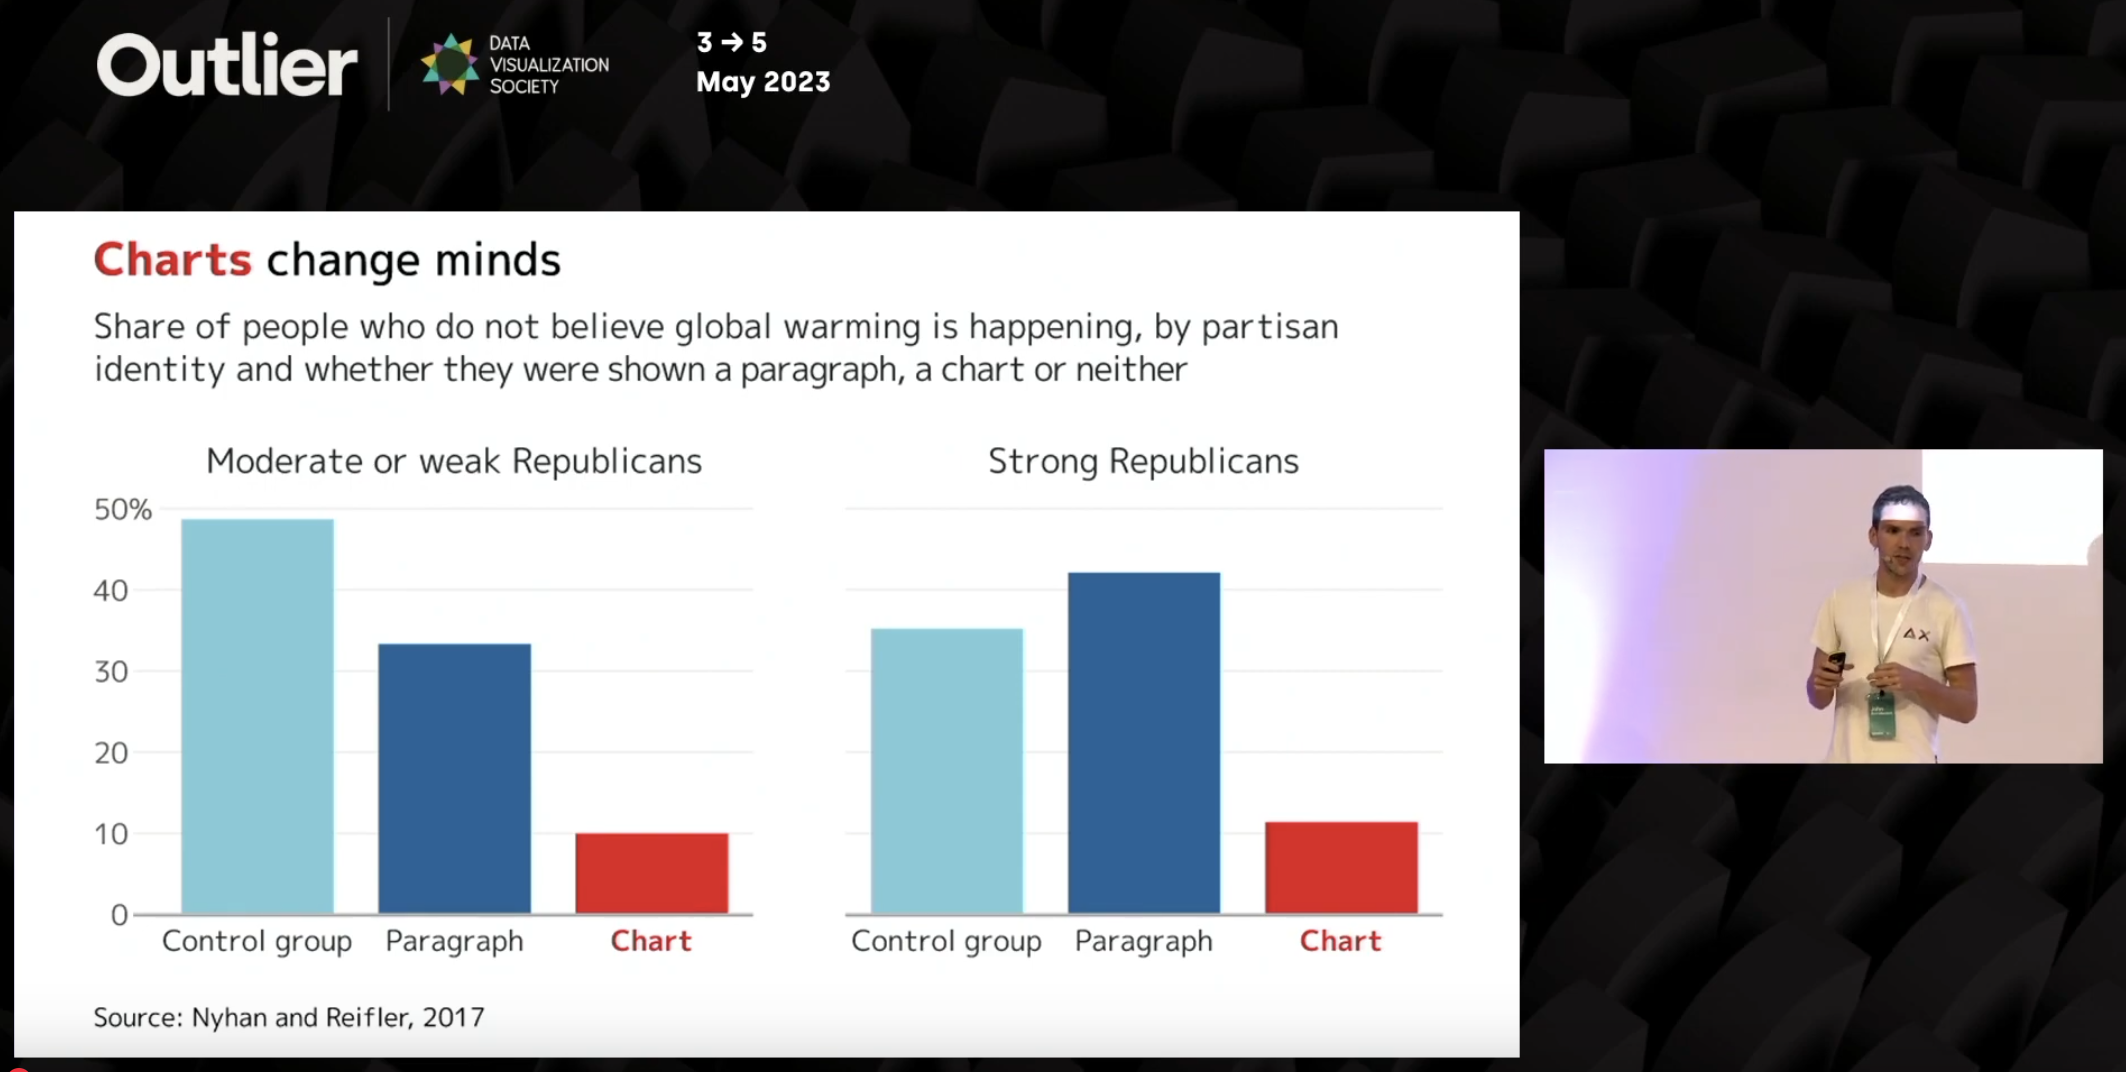 Outlier
DATA
VISUALIZATION
SOCIETY
3 → 5
May 2023
Charts change minds
Share of people who do not believe global warming is happening, by partisan
identity and whether they were shown a paragraph, a chart or neither
Moderate or weak Republicans
Strong Republicans
50%
40
30
20
10
0
Control group
Paragraph
Chart
Control group
Paragraph
Chart
Source: Nyhan and Reifler, 2017